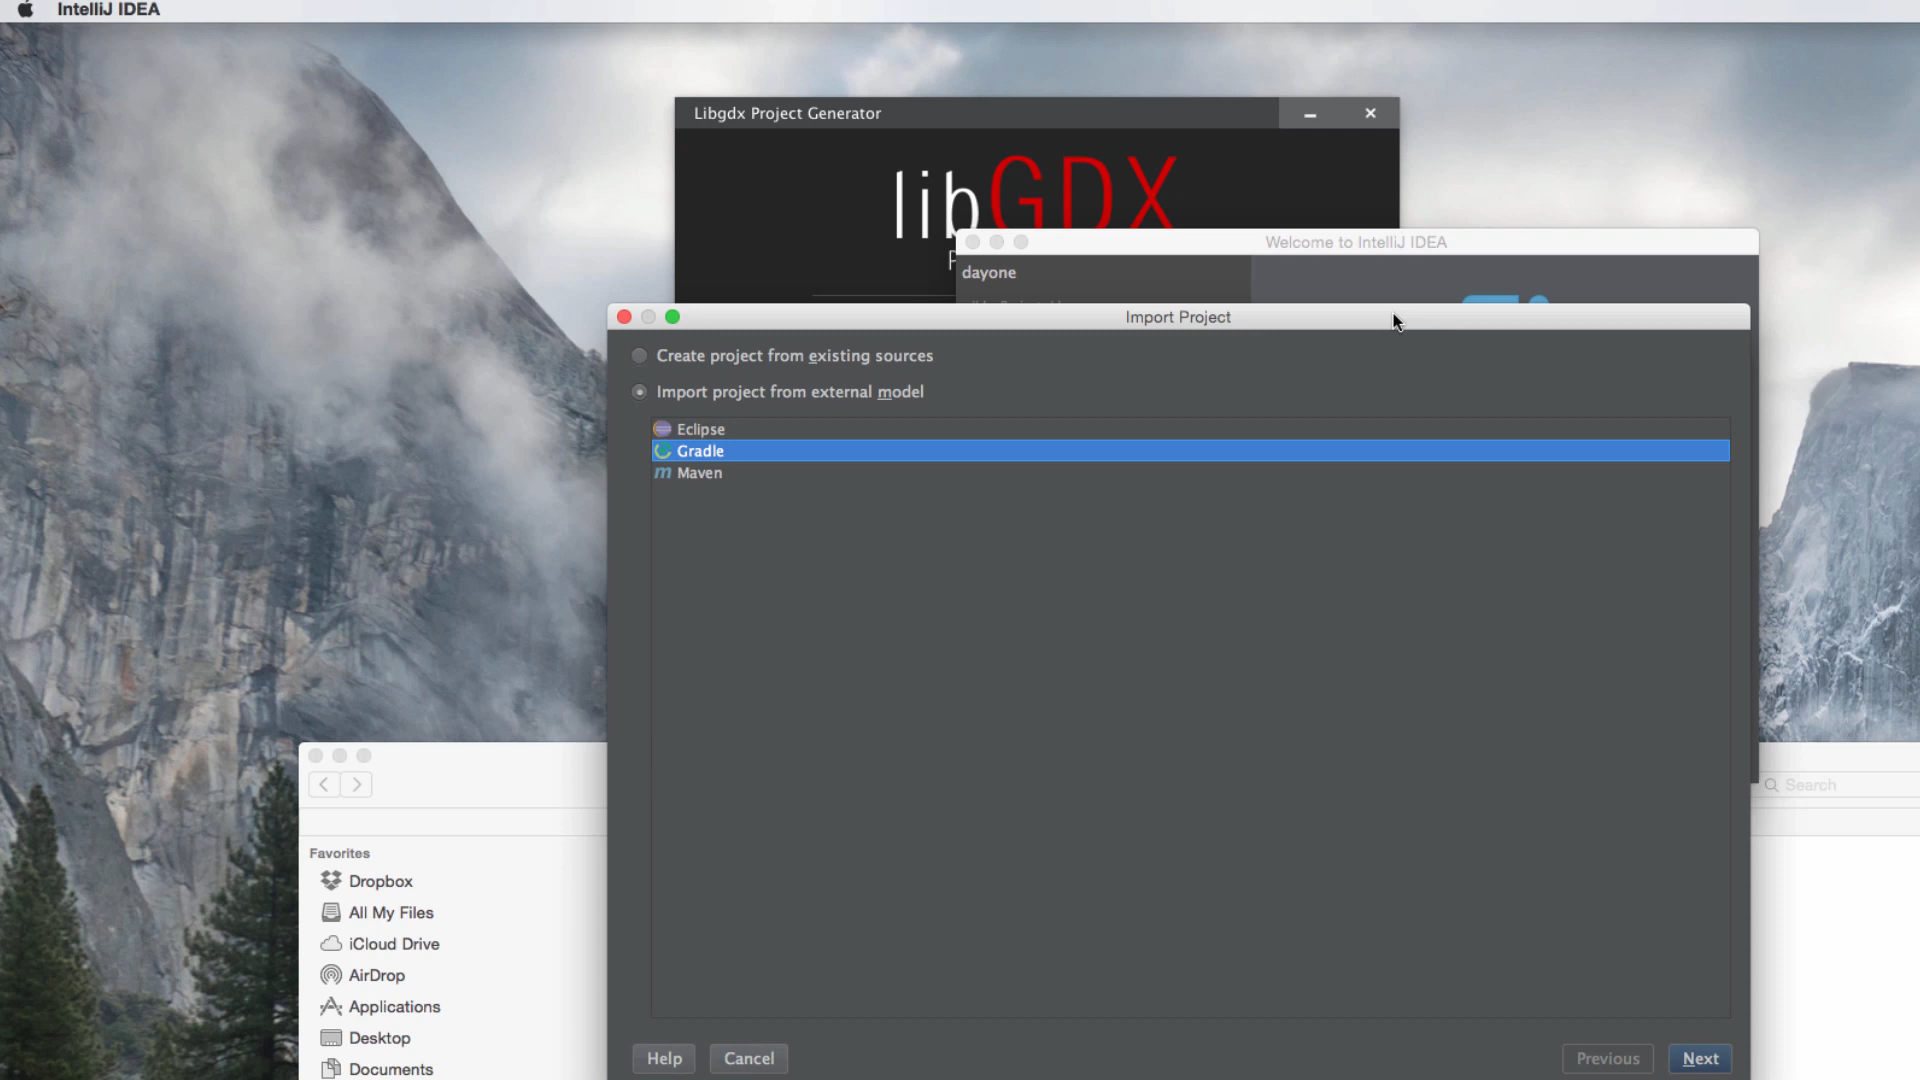 IntelliJ IDEA
Libgdx Project Generator
libGDX
Welcome to IntelliJ IDEA
dayone
Import Project
Create project from existing sources
Import project from external model
Eclipse
Gradle
Maven
Search
Favorites
Dropbox
All My Files
iCloud Drive
AirDrop
Applications
Desktop
Documents
Help
Cancel
Previous
Next